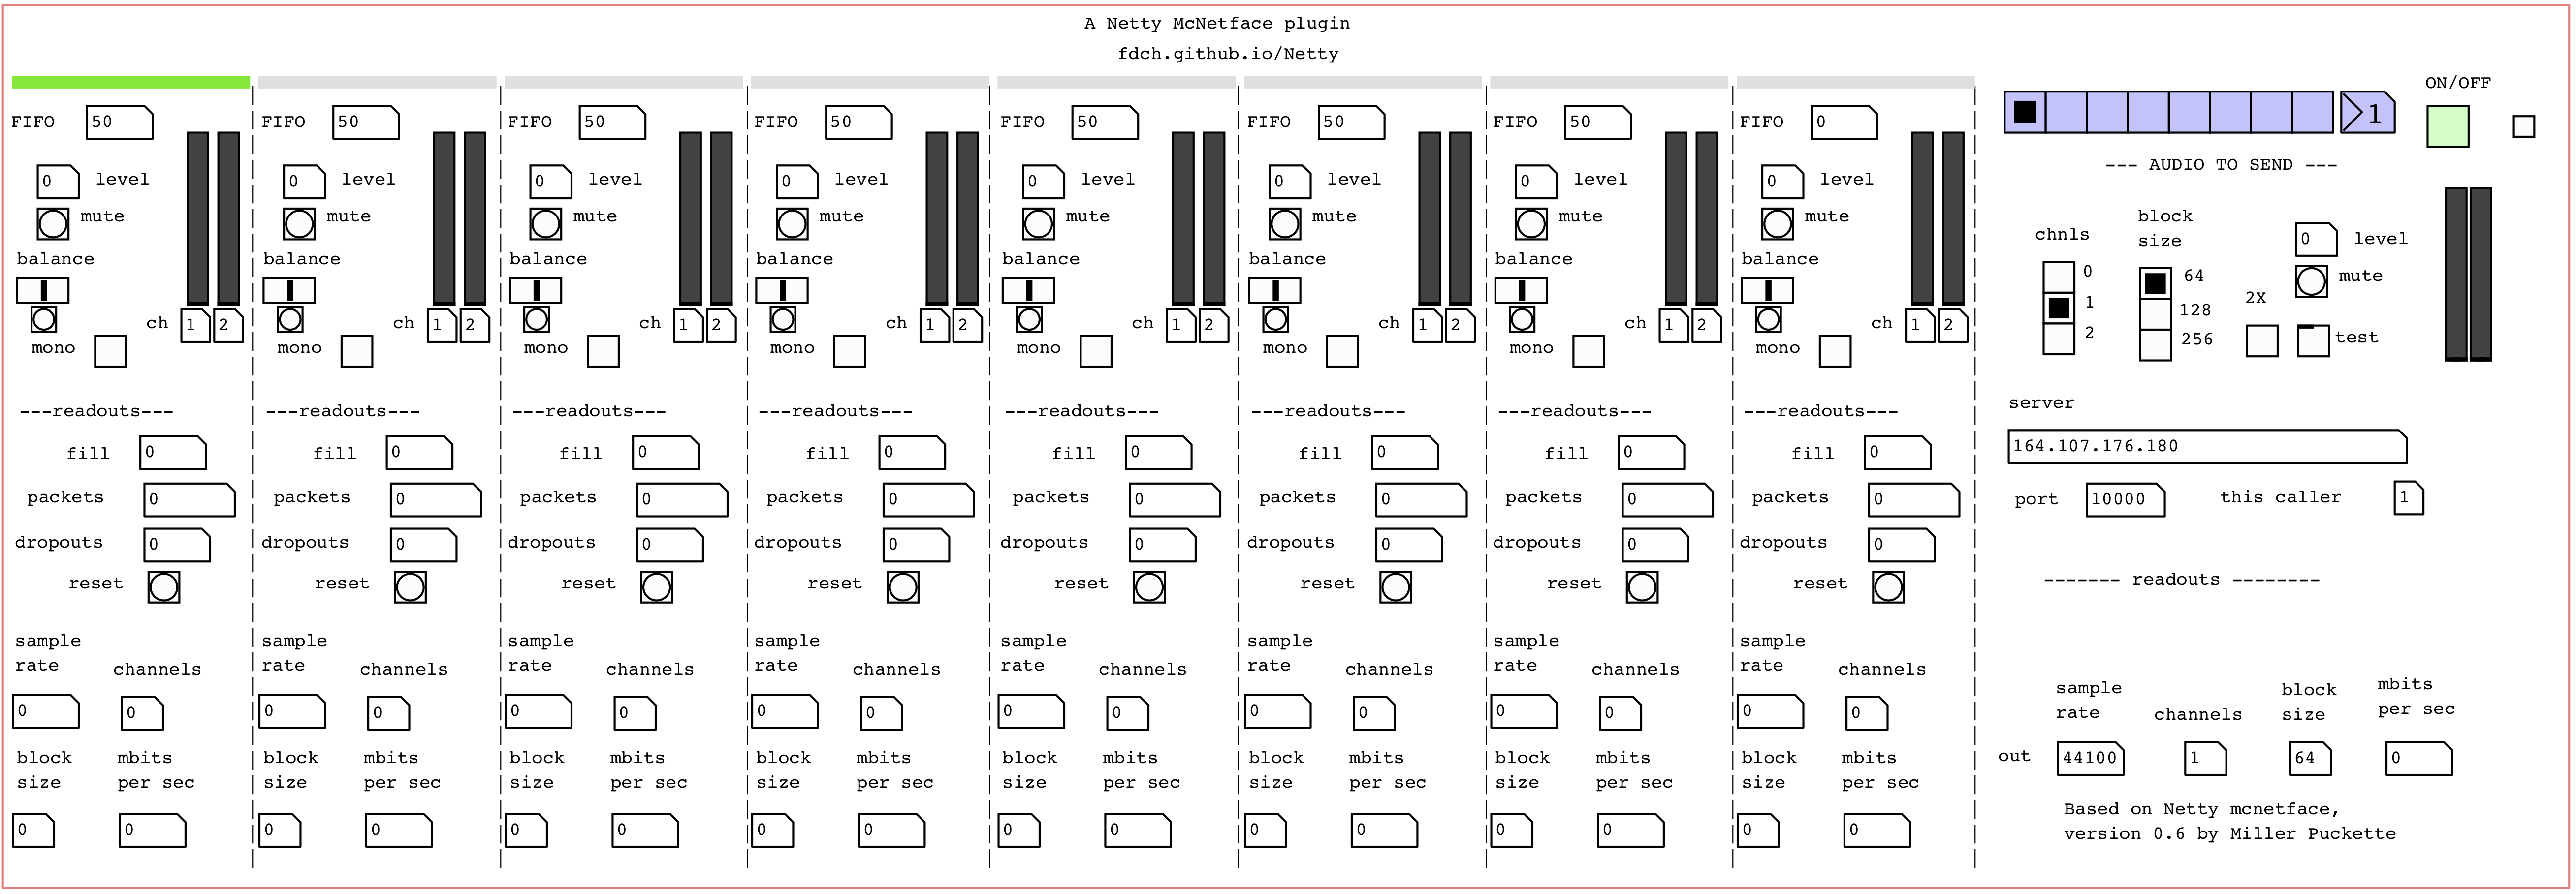 A Netty McNetface plugin
fdch.github.io/Netty
FIFO 50 FIFO 50 FIFO 50 FIFO 50 FIFO 50 FIFO 50 FIFO 50 FIFO 0
0 level 0 level 0 level 0 level 0 level 0 level 0 level 0 level
mute mute mute mute mute mute mute mute
balance balance balance balance balance balance balance balance
ch 1 2 ch 1 2 ch 1 2 ch 1 2 ch 1 2 ch 1 2 ch 1 2 ch 1 2
mono mono mono mono mono mono mono mono
---readouts--- ---readouts--- ---readouts--- ---readouts--- ---readouts--- ---readouts--- ---readouts--- ---readouts---
fill 0 fill 0 fill 0 fill 0 fill 0 fill 0 fill 0 fill 0
packets 0 packets 0 packets 0 packets 0 packets 0 packets 0 packets 0 packets 0
dropouts 0 dropouts 0 dropouts 0 dropouts 0 dropouts 0 dropouts 0 dropouts 0 dropouts 0
reset reset reset reset reset reset reset reset
sample sample sample sample sample sample sample sample
rate channels rate channels rate channels rate channels rate channels rate channels rate channels rate channels
0 0 0 0 0 0 0 0 0 0 0 0 0 0 0 0
block mbits block mbits block mbits block mbits block mbits block mbits block mbits block mbits
size per sec size per sec size per sec size per sec size per sec size per sec size per sec size per sec
0 0 0 0 0 0 0 0 0 0 0 0 0 0 0 0
ON/OFF
>1
--- AUDIO TO SEND ---
block
chnls size 0 level
0 64 mute
1 128 2X
2 256 test
server
164.107.176.180
port 10000 this caller 1
------- readouts --------
sample block mbits
rate channels size per sec
out 44100 1 64 0
Based on Netty mcnetface,
version 0.6 by Miller Puckette